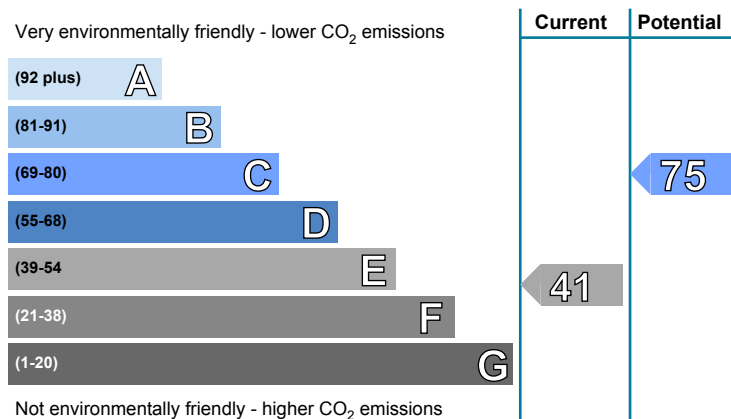 Very environmentally friendly - lower CO2 emissions
Current
Potential
(92 plus) A
(81-91) B
(69-80) C
75
(55-68) D
(39-54 E
41
(21-38) F
(1-20) G
Not environmentally friendly - higher CO2 emissions